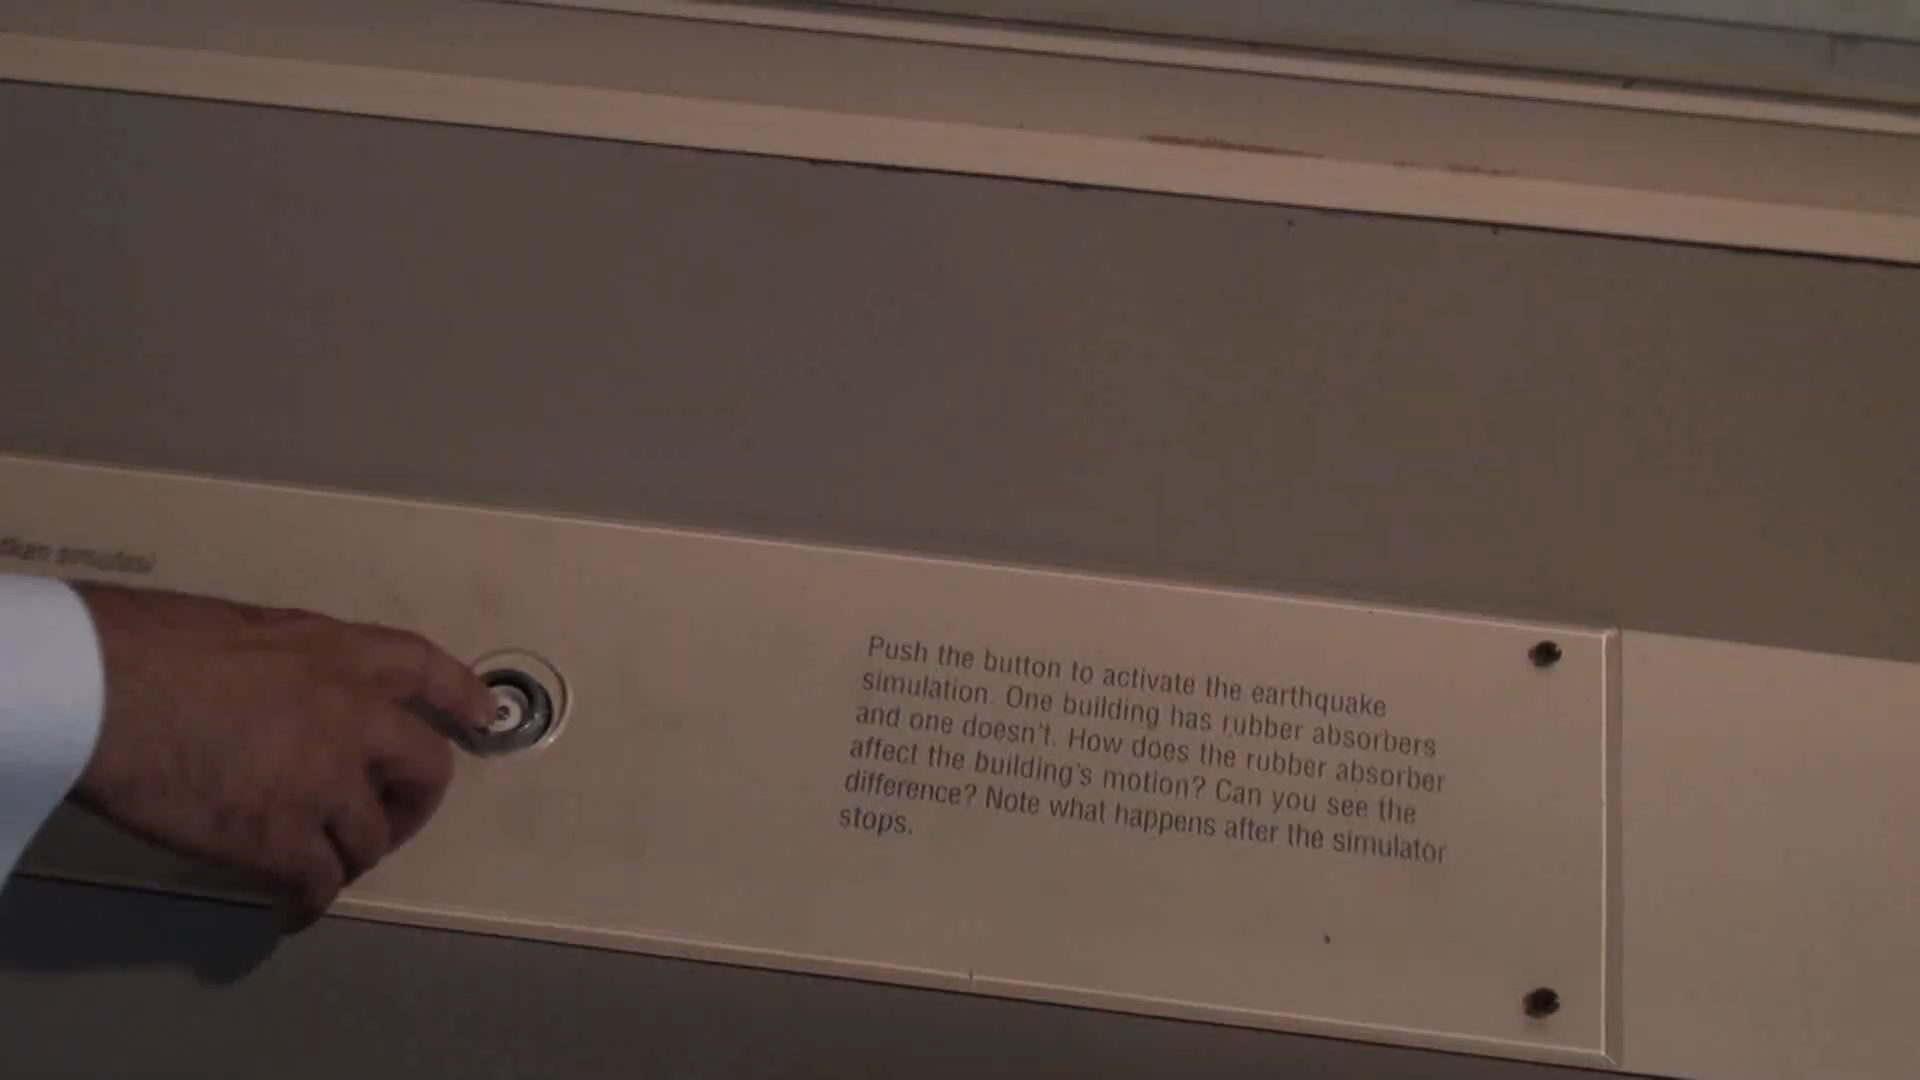 Push the button to activate the earthquake
simulation. One building has rubber absorbers
and one doesn't. How does the rubber absorber
affect the building's motion? Can you see the
difference? Note what happens after the simulator
stops.